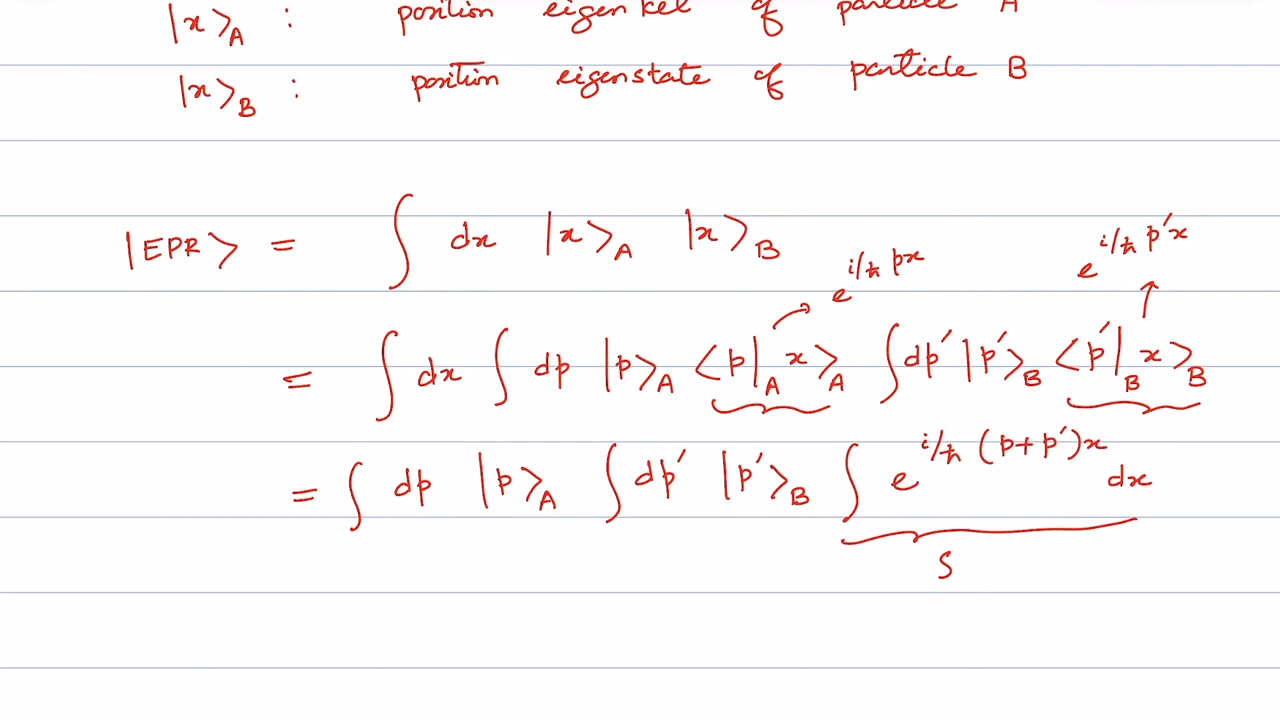 |x⟩_A : position eigenket of particle A
|x⟩_B : position eigenstate of particle B
|EPR⟩ = ∫ dx |x⟩_A |x⟩_B
e^{i/ħ px} e^{i/ħ p′x}
= ∫ dx ∫ dp |p⟩_A ⟨p|_A x⟩_A ∫ dp′ |p′⟩_B ⟨p′|_B x⟩_B
= ∫ dp |p⟩_A ∫ dp′ |p′⟩_B ∫ e^{i/ħ (p+p′)x} dx